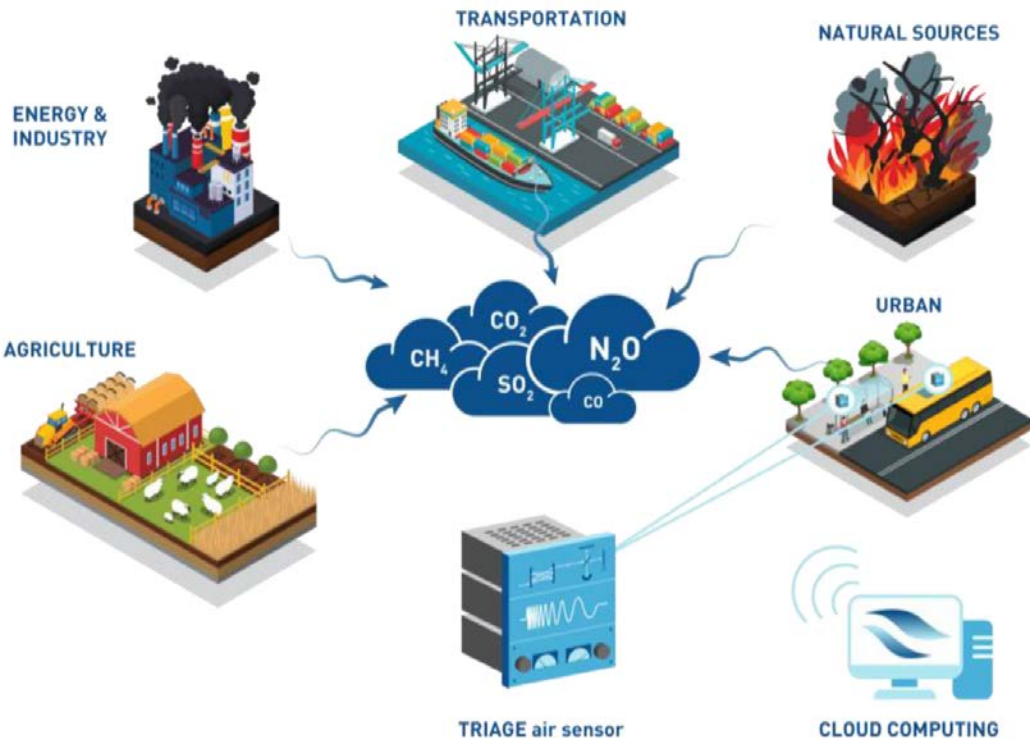 TRANSPORTATION
NATURAL SOURCES
ENERGY &
INDUSTRY
URBAN
AGRICULTURE
CO₂
CH₄
N₂O
SO₂
CO
TRIAGE air sensor
CLOUD COMPUTING